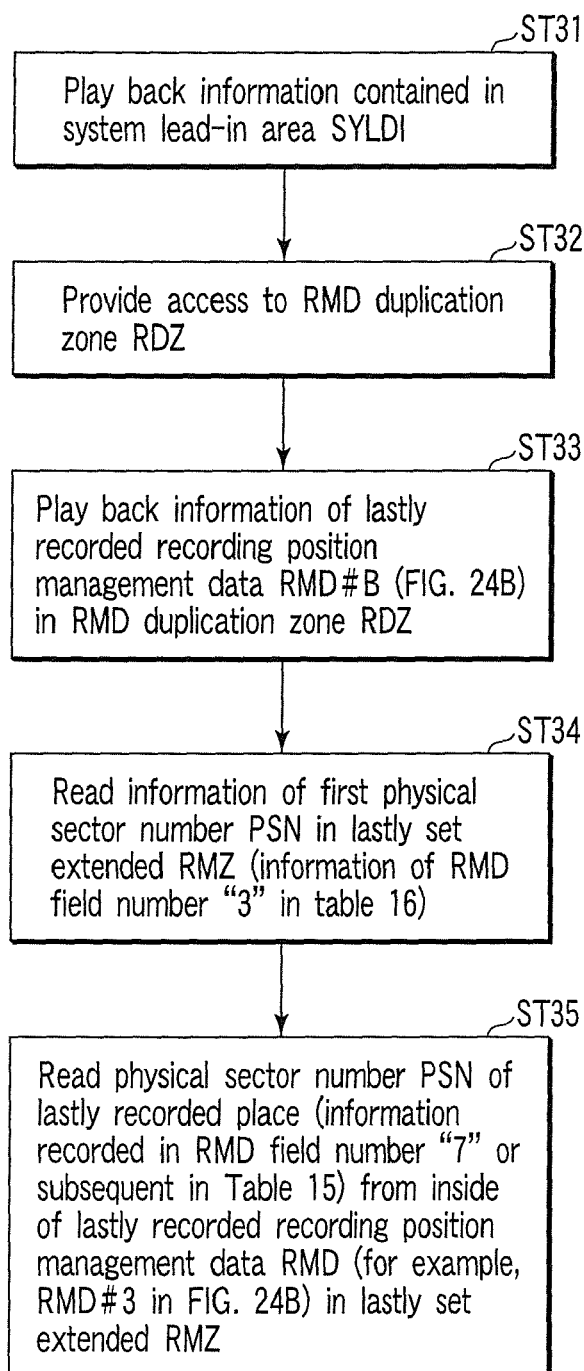 ST31
Play back information contained in
system lead-in area SYLDI
ST32
Provide access to RMD duplication
zone RDZ
ST33
Play back information of lastly
recorded recording position
management data RMD#B (FIG. 24B)
in RMD duplication zone RDZ
ST34
Read information of first physical
sector number PSN in lastly set
extended RMZ (information of RMD
field number “3” in table 16)
ST35
Read physical sector number PSN of
lastly recorded place (information
recorded in RMD field number “7” or
subsequent in Table 15) from inside
of lastly recorded recording position
management data RMD (for example,
RMD#3 in FIG. 24B) in lastly set
extended RMZ